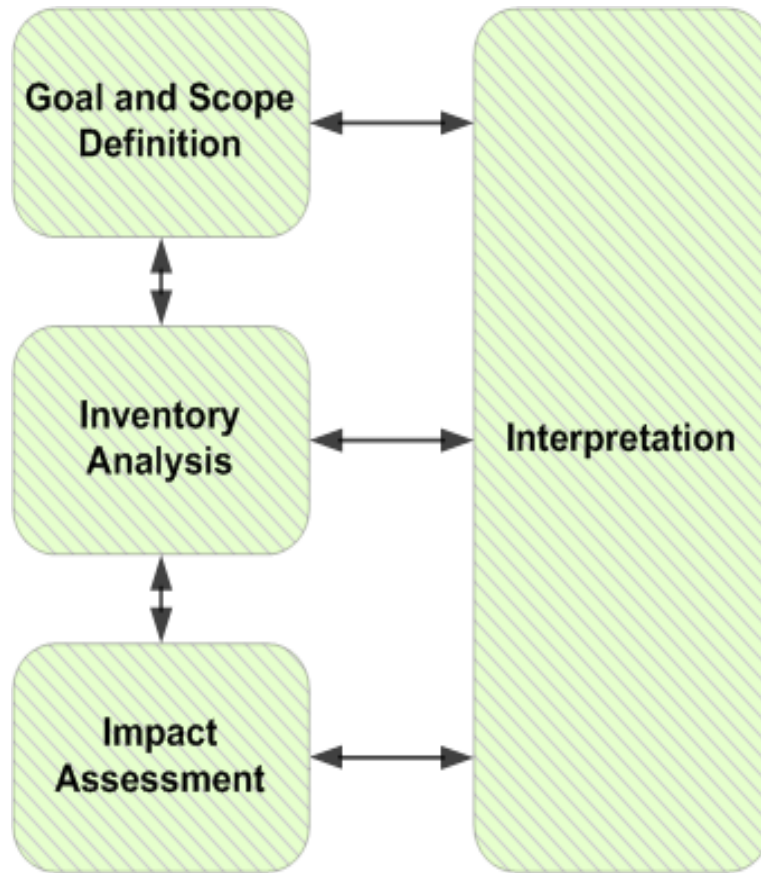 Goal and Scope
Definition
Inventory
Analysis
Interpretation
Impact
Assessment